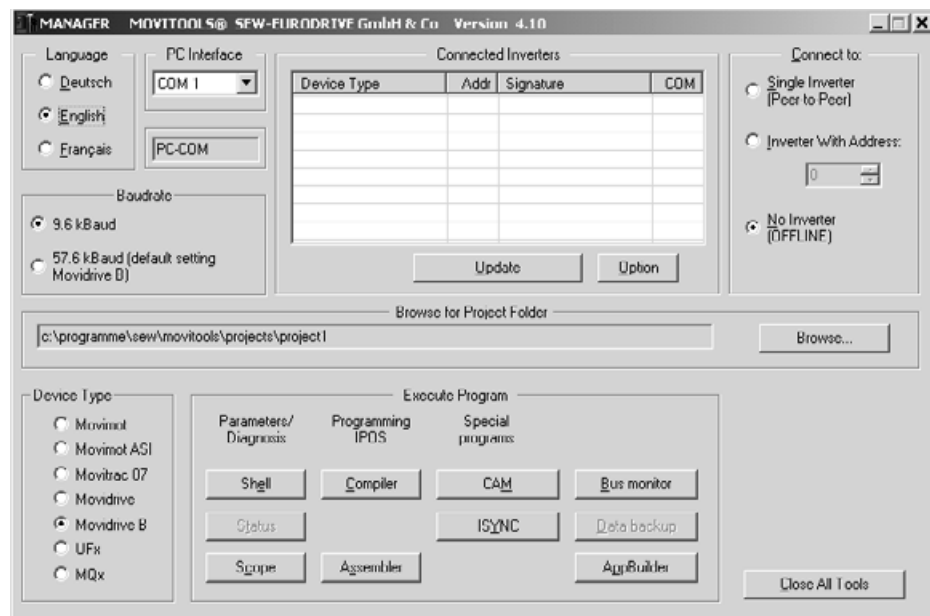 MANAGER MOVITOOLS® SEW-EURODRIVE GmbH & Co Version 4.10
Language
Deutsch
English
Français
PC Interface
COM 1
PC-COM
Baudrate
9.6 kBaud
57.6 kBaud (default setting
Movidrive B)
Connected Inverters
Device Type Addr Signature COM
Update Option
Connect to:
Single Inverter
(Peer to Peer)
Inverter With Address:
0
No Inverter
(OFFLINE)
Browse for Project Folder
c:\programme\sew\movitools\projects\project1
Browse...
Device Type
Movimot
Movimot ASI
Movitrac 07
Movidrive
Movidrive B
UFx
MQx
Execute Program
Parameters/
Diagnosis
Programming
IPOS
Special
programs
Shell Compiler CAM Bus monitor
Status ISYNC Data backup
Scope Assembler AppBuilder
Close All Tools